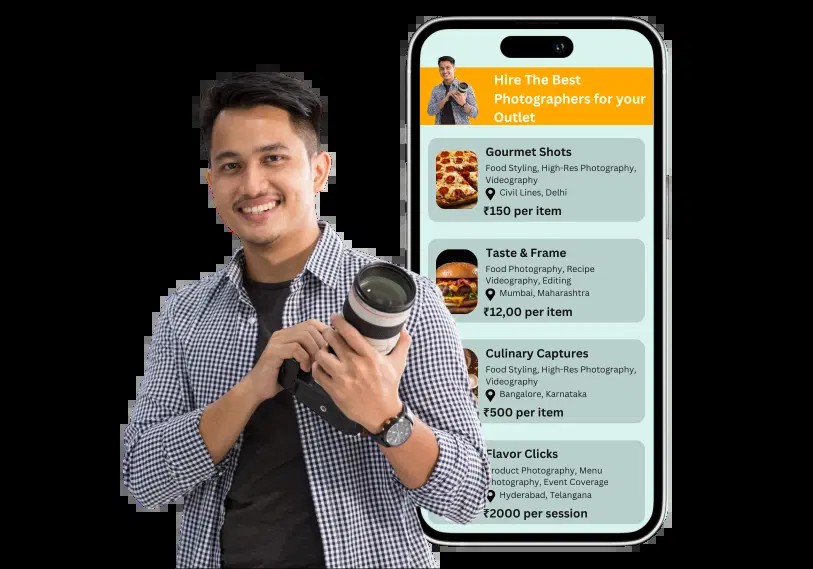 Hire The Best
Photographers for your
Outlet
Gourmet Shots
Food Styling, High-Res Photography,
Videography
Civil Lines, Delhi
₹150 per item
Taste & Frame
Food Photography, Recipe
Videography, Editing
Mumbai, Maharashtra
₹12,00 per item
Culinary Captures
Food Styling, High-Res Photography,
Videography
Bangalore, Karnataka
₹500 per item
Flavor Clicks
Product Photography, Menu
Photography, Event Coverage
Hyderabad, Telangana
₹2000 per session